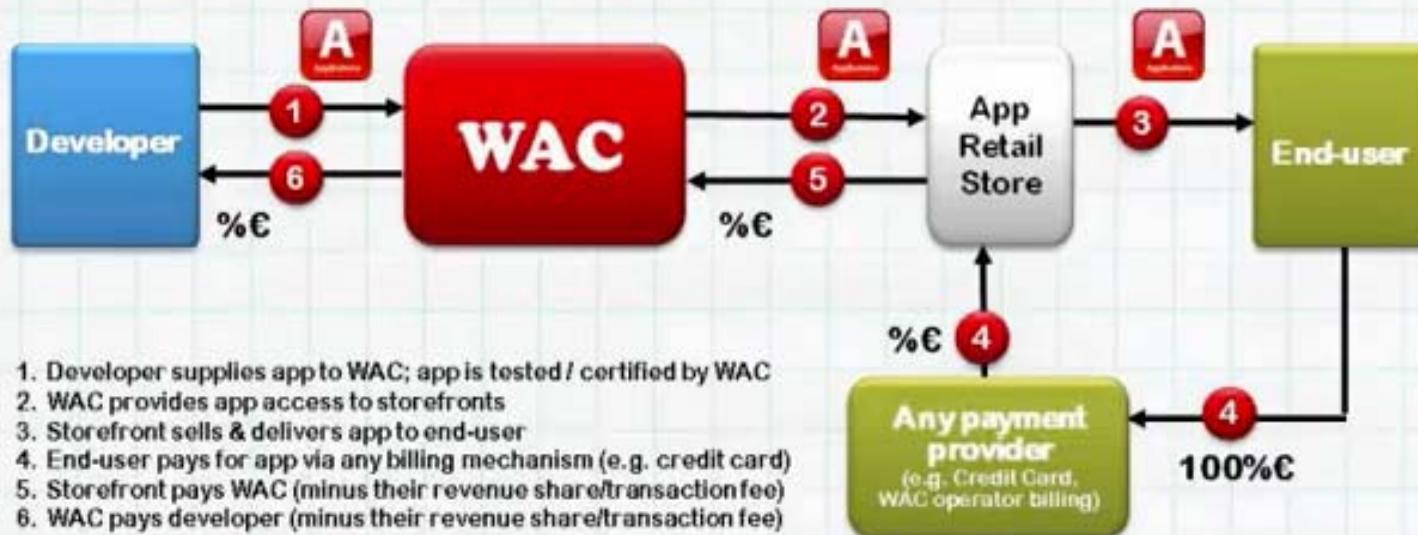 A
Applications
A
Applications
A
Applications
Developer
1
WAC
2
App
Retail
Store
3
End-user
6
%€
5
%€
%€
4
4
100%€
Any payment
provider
(e.g. Credit Card,
WAC operator billing)
1. Developer supplies app to WAC; app is tested / certified by WAC
2. WAC provides app access to storefronts
3. Storefront sells & delivers app to end-user
4. End-user pays for app via any billing mechanism (e.g. credit card)
5. Storefront pays WAC (minus their revenue share/transaction fee)
6. WAC pays developer (minus their revenue share/transaction fee)